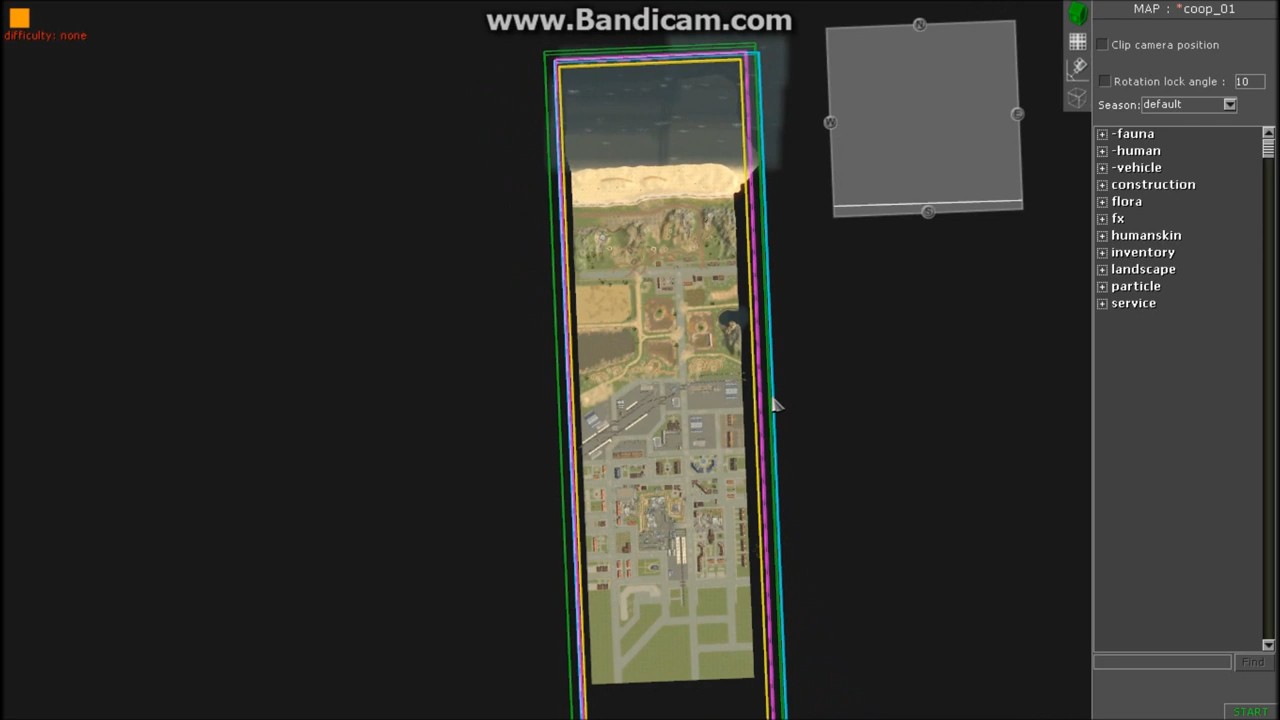 www.Bandicam.com
difficulty: none
N
W
S
MAP : *coop_01
Clip camera position
Rotation lock angle : 10
Season: default
-fauna
-human
-vehicle
construction
flora
fx
humanskin
inventory
landscape
particle
service
Find
START